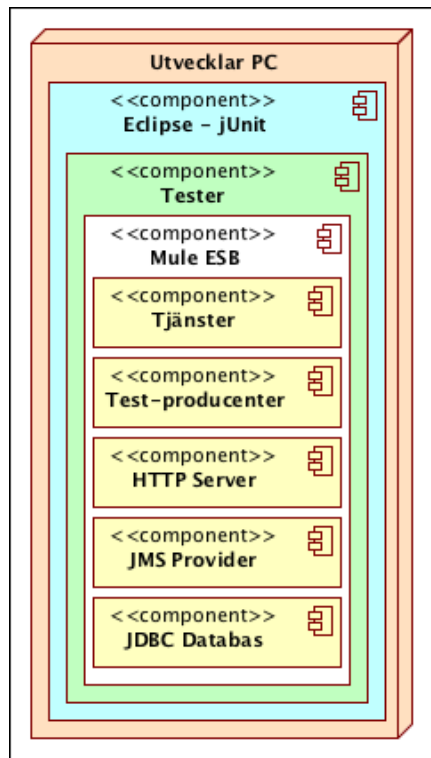 Utvecklar PC
<<component>>
Eclipse - jUnit
<<component>>
Tester
<<component>>
Mule ESB
<<component>>
Tjänster
<<component>>
Test-producenter
<<component>>
HTTP Server
<<component>>
JMS Provider
<<component>>
JDBC Databas